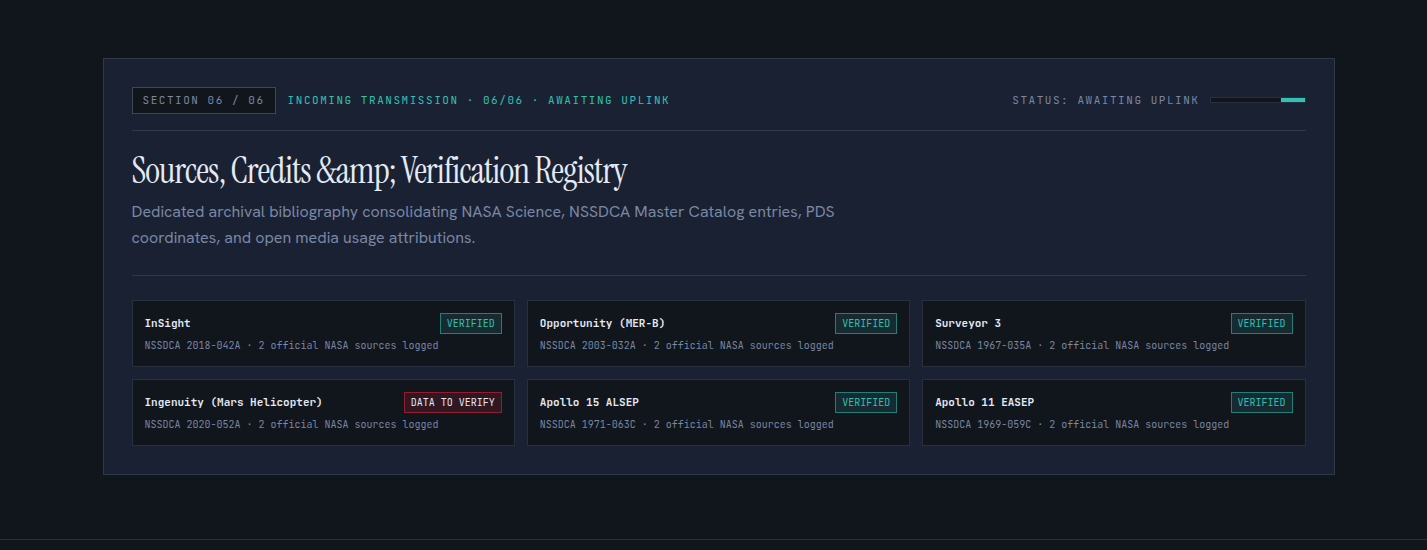 SECTION 06 / 06
INCOMING TRANSMISSION · 06/06 · AWAITING UPLINK
STATUS: AWAITING UPLINK
Sources, Credits &amp; Verification Registry
Dedicated archival bibliography consolidating NASA Science, NSSDCA Master Catalog entries, PDS
coordinates, and open media usage attributions.
InSight
VERIFIED
NSSDCA 2018-042A · 2 official NASA sources logged
Opportunity (MER-B)
VERIFIED
NSSDCA 2003-032A · 2 official NASA sources logged
Surveyor 3
VERIFIED
NSSDCA 1967-035A · 2 official NASA sources logged
Ingenuity (Mars Helicopter)
DATA TO VERIFY
NSSDCA 2020-052A · 2 official NASA sources logged
Apollo 15 ALSEP
VERIFIED
NSSDCA 1971-063C · 2 official NASA sources logged
Apollo 11 EASEP
VERIFIED
NSSDCA 1969-059C · 2 official NASA sources logged